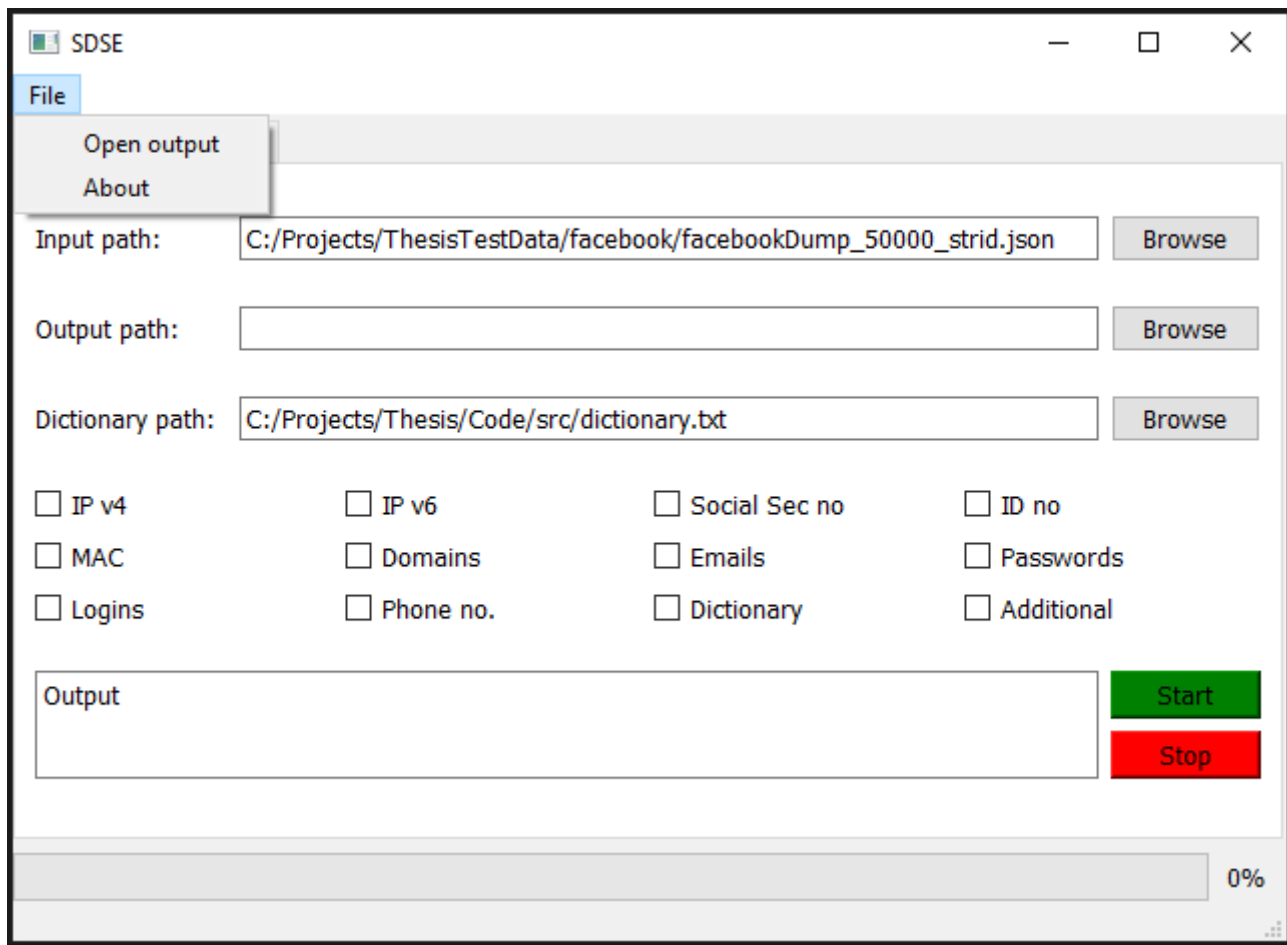 SDSE
File
Open output
About
Input path: C:/Projects/ThesisTestData/facebook/facebookDump_50000_strid.json Browse
Output path: Browse
Dictionary path: C:/Projects/Thesis/Code/src/dictionary.txt Browse
IP v4 IP v6 Social Sec no ID no
MAC Domains Emails Passwords
Logins Phone no. Dictionary Additional
Output Start
Stop
0%